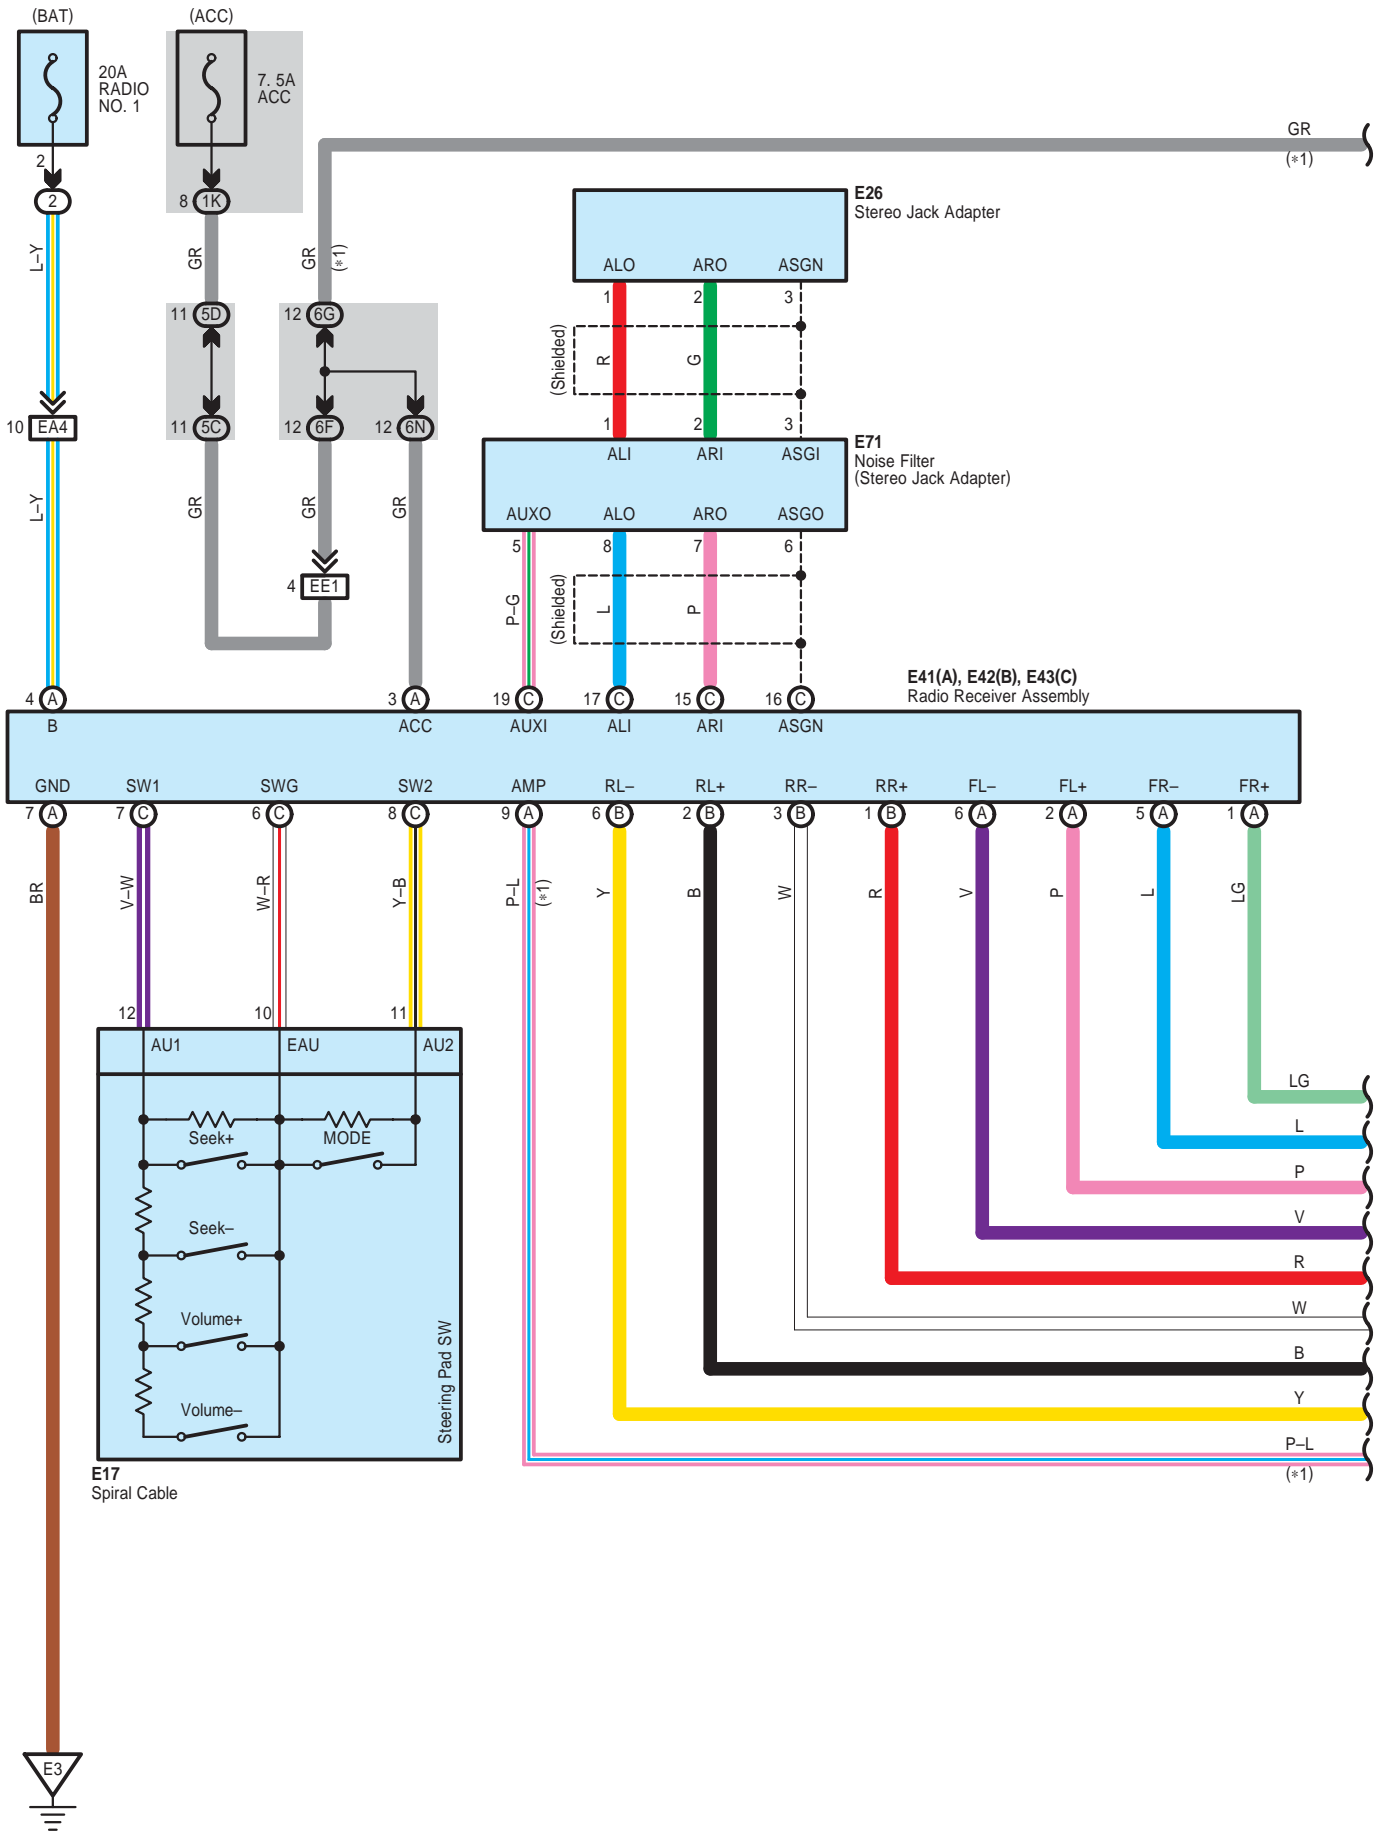 (BAT)
(ACC)
20A
RADIO
NO. 1
7. 5A
ACC
GR
(*1)
2
2
8 1K
E26
Stereo Jack Adapter
L–Y
GR
GR
(*1)
ALO ARO ASGN
1 2 3
11 5D
12 6G
(Shielded)
R
G
10 EA4
11 5C
12 6F
12 6N
1 2 3
E71
Noise Filter
(Stereo Jack Adapter)
ALI ARI ASGI
L–Y
GR
GR
GR
AUXO ALO ARO ASGO
5 8 7 6
4 EE1
P–G
(Shielded)
L
P
E41(A), E42(B), E43(C)
Radio Receiver Assembly
4 A
3 A
19 C
17 C
15 C
16 C
B ACC AUXI ALI ARI ASGN
GND SW1 SWG SW2 AMP RL– RL+ RR– RR+ FL– FL+ FR– FR+
7 A
7 C
6 C
8 C
9 A
6 B
2 B
3 B
1 B
6 A
2 A
5 A
1 A
BR
V–W
W–R
Y–B
P–L
(*1)
Y
B
W
R
V
P
L
LG
12 10 11
AU1 EAU AU2
Seek+
MODE
Seek–
Volume+
Volume–
Steering Pad SW
E17
Spiral Cable
LG
L
P
V
R
W
B
Y
P–L
(*1)
E3